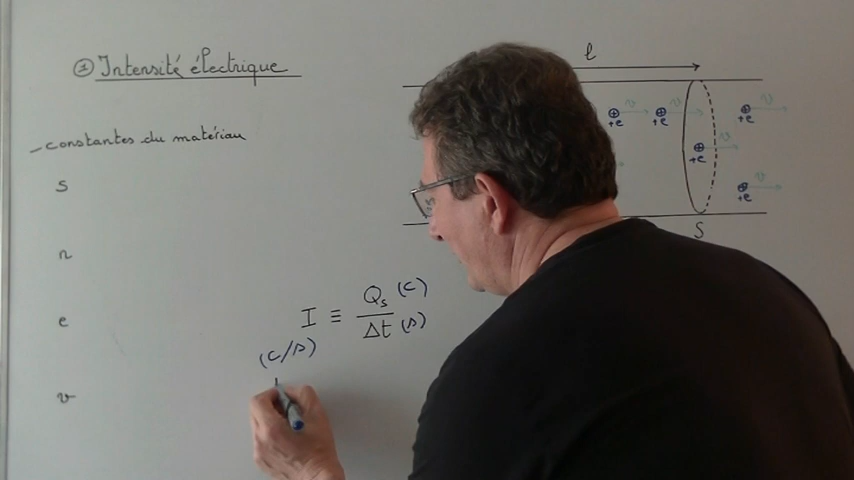 ① Intensité électrique
l
_ constantes du matériau
v v v
⊕ ⊕ ⊕
+e +e +e
S
v
⊕
+e
n
v
⊕
+e
S
e
I ≡ Qs (C) / Δt (s)
(C/s)
v